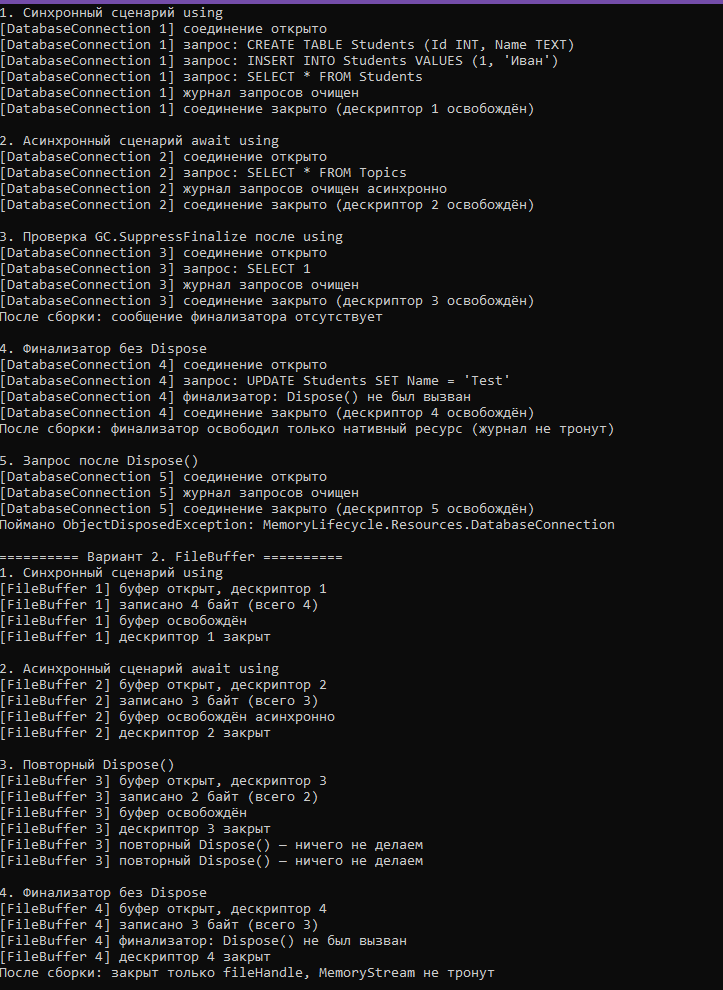 1. Синхронный сценарий using
[DatabaseConnection 1] соединение открыто
[DatabaseConnection 1] запрос: CREATE TABLE Students (Id INT, Name TEXT)
[DatabaseConnection 1] запрос: INSERT INTO Students VALUES (1, 'Иван')
[DatabaseConnection 1] запрос: SELECT * FROM Students
[DatabaseConnection 1] журнал запросов очищен
[DatabaseConnection 1] соединение закрыто (дескриптор 1 освобождён)

2. Асинхронный сценарий await using
[DatabaseConnection 2] соединение открыто
[DatabaseConnection 2] запрос: SELECT * FROM Topics
[DatabaseConnection 2] журнал запросов очищен асинхронно
[DatabaseConnection 2] соединение закрыто (дескриптор 2 освобождён)

3. Проверка GC.SuppressFinalize после using
[DatabaseConnection 3] соединение открыто
[DatabaseConnection 3] запрос: SELECT 1
[DatabaseConnection 3] журнал запросов очищен
[DatabaseConnection 3] соединение закрыто (дескриптор 3 освобождён)
После сборки: сообщение финализатора отсутствует

4. Финализатор без Dispose
[DatabaseConnection 4] соединение открыто
[DatabaseConnection 4] запрос: UPDATE Students SET Name = 'Test'
[DatabaseConnection 4] финализатор: Dispose() не был вызван
[DatabaseConnection 4] соединение закрыто (дескриптор 4 освобождён)
После сборки: финализатор освободил только нативный ресурс (журнал не тронут)

5. Запрос после Dispose()
[DatabaseConnection 5] соединение открыто
[DatabaseConnection 5] журнал запросов очищен
[DatabaseConnection 5] соединение закрыто (дескриптор 5 освобождён)
Поймано ObjectDisposedException: MemoryLifecycle.Resources.DatabaseConnection

========== Вариант 2. FileBuffer ==========
1. Синхронный сценарий using
[FileBuffer 1] буфер открыт, дескриптор 1
[FileBuffer 1] записано 4 байт (всего 4)
[FileBuffer 1] буфер освобождён
[FileBuffer 1] дескриптор 1 закрыт

2. Асинхронный сценарий await using
[FileBuffer 2] буфер открыт, дескриптор 2
[FileBuffer 2] записано 3 байт (всего 3)
[FileBuffer 2] буфер освобождён асинхронно
[FileBuffer 2] дескриптор 2 закрыт

3. Повторный Dispose()
[FileBuffer 3] буфер открыт, дескриптор 3
[FileBuffer 3] записано 2 байт (всего 2)
[FileBuffer 3] буфер освобождён
[FileBuffer 3] дескриптор 3 закрыт
[FileBuffer 3] повторный Dispose() — ничего не делаем
[FileBuffer 3] повторный Dispose() — ничего не делаем

4. Финализатор без Dispose
[FileBuffer 4] буфер открыт, дескриптор 4
[FileBuffer 4] записано 3 байт (всего 3)
[FileBuffer 4] финализатор: Dispose() не был вызван
[FileBuffer 4] дескриптор 4 закрыт
После сборки: закрыт только fileHandle, MemoryStream не тронут